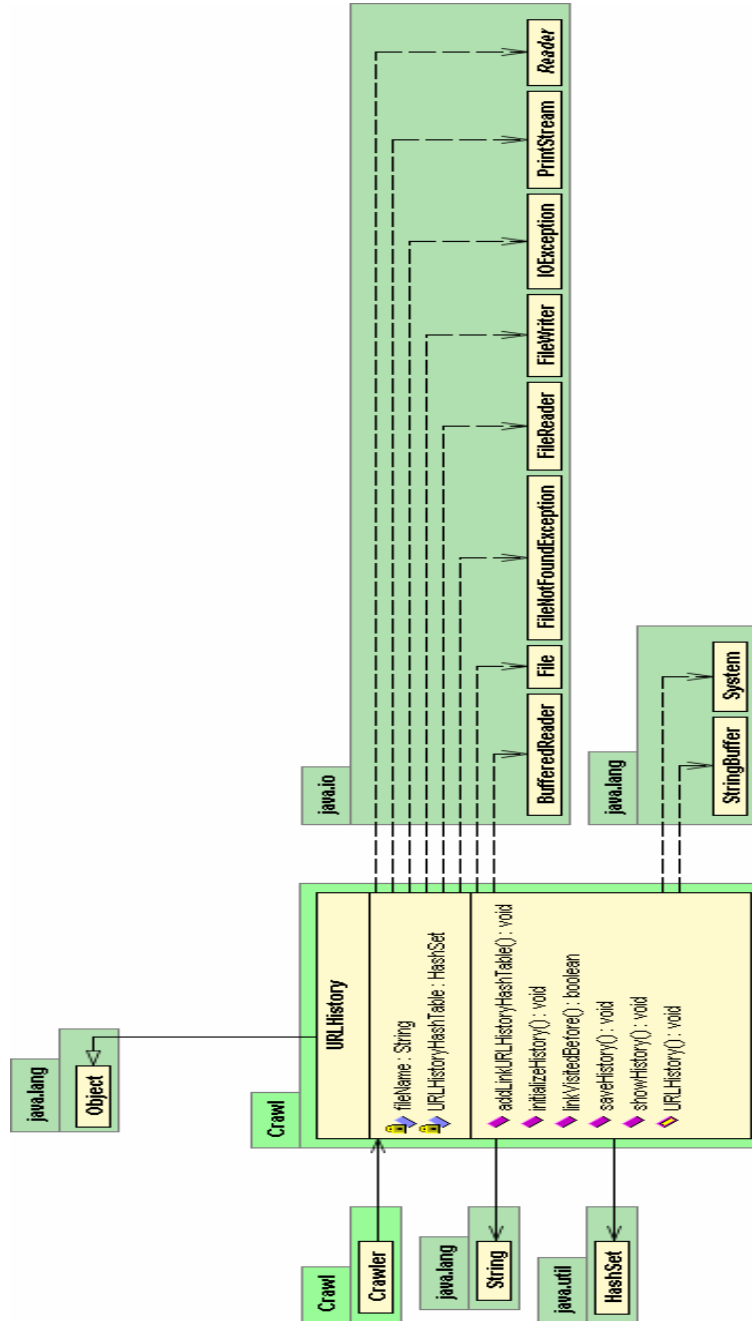 java.lang
Object
Crawl
Crawler
java.lang
String
java.util
HashSet
Crawl
URLHistory
fileName : String
URLHistoryHashTable : HashSet
addLinkURLHistoryHashTable() : void
initializeHistory() : void
linkVisitedBefore() : boolean
saveHistory() : void
showHistory() : void
URLHistory() : void
java.io
BufferedReader
File
FileNotFoundException
FileReader
FileWriter
IOException
PrintStream
Reader
java.lang
StringBuffer
System